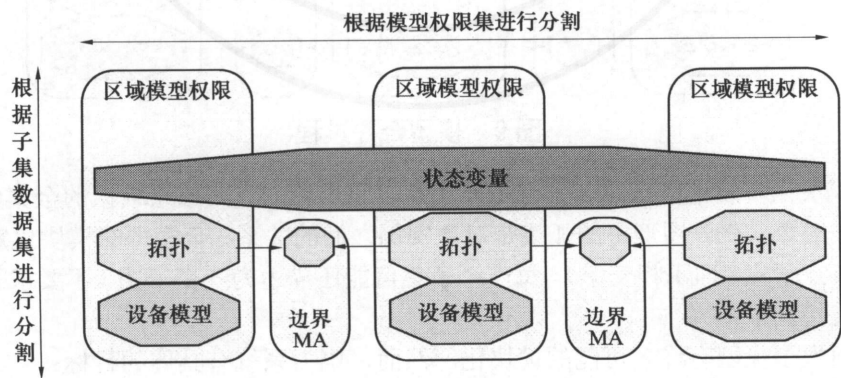 根据模型权限集进行分割
根据子集数据集进行分割
区域模型权限
区域模型权限
区域模型权限
状态变量
拓扑
拓扑
拓扑
设备模型
边界
MA
设备模型
边界
MA
设备模型